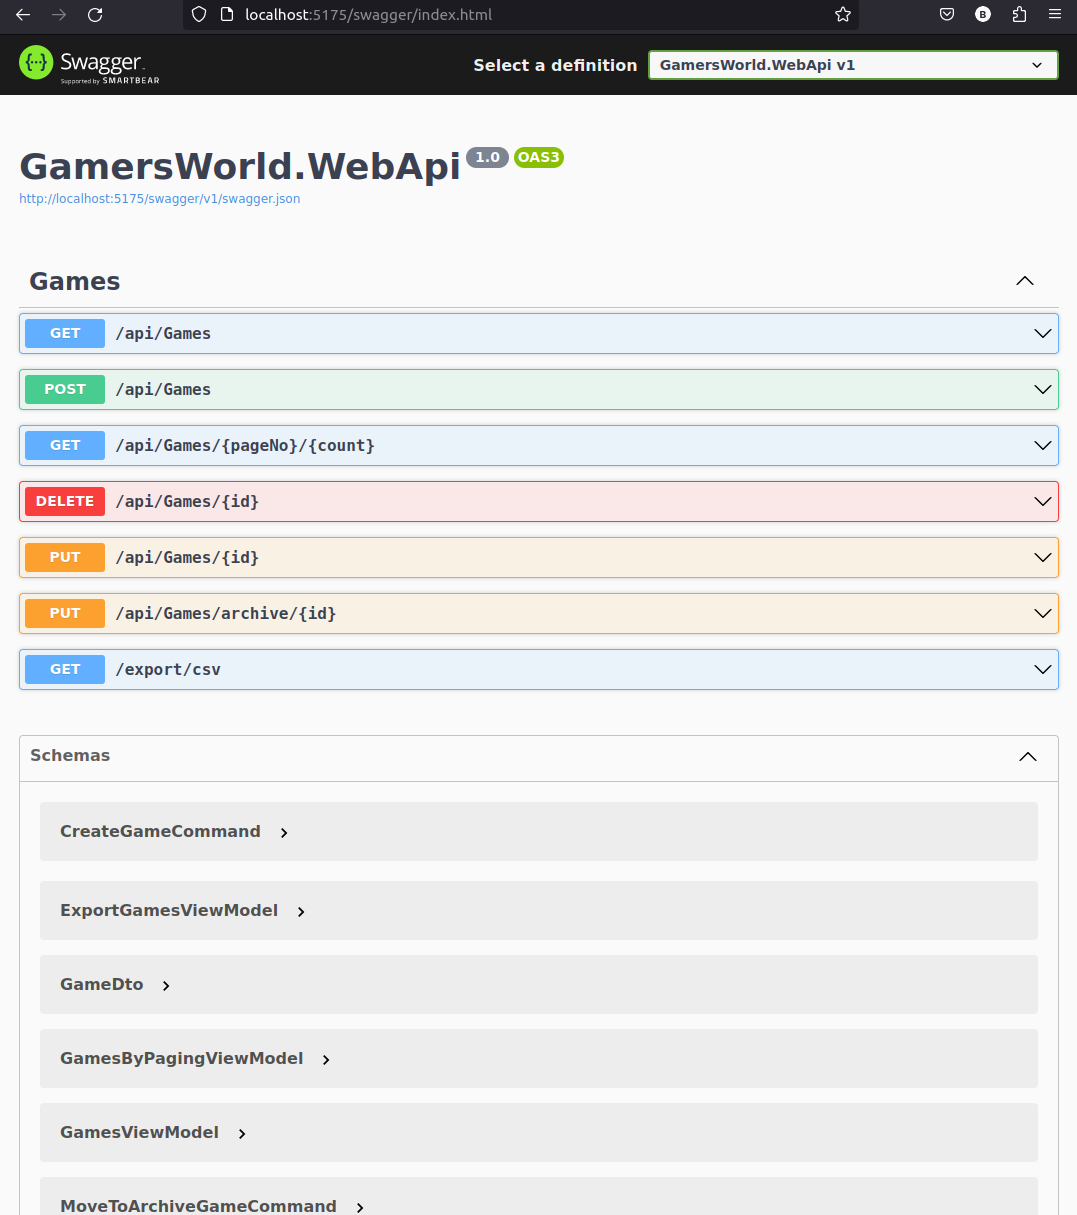 localhost:5175/swagger/index.html
B
{···} Swagger
Supported by SMARTBEAR
Select a definition
GamersWorld.WebApi v1
GamersWorld.WebApi 1.0 OAS3
http://localhost:5175/swagger/v1/swagger.json
Games
GET /api/Games
POST /api/Games
GET /api/Games/{pageNo}/{count}
DELETE /api/Games/{id}
PUT /api/Games/{id}
PUT /api/Games/archive/{id}
GET /export/csv
Schemas
CreateGameCommand
ExportGamesViewModel
GameDto
GamesByPagingViewModel
GamesViewModel
MoveToArchiveGameCommand